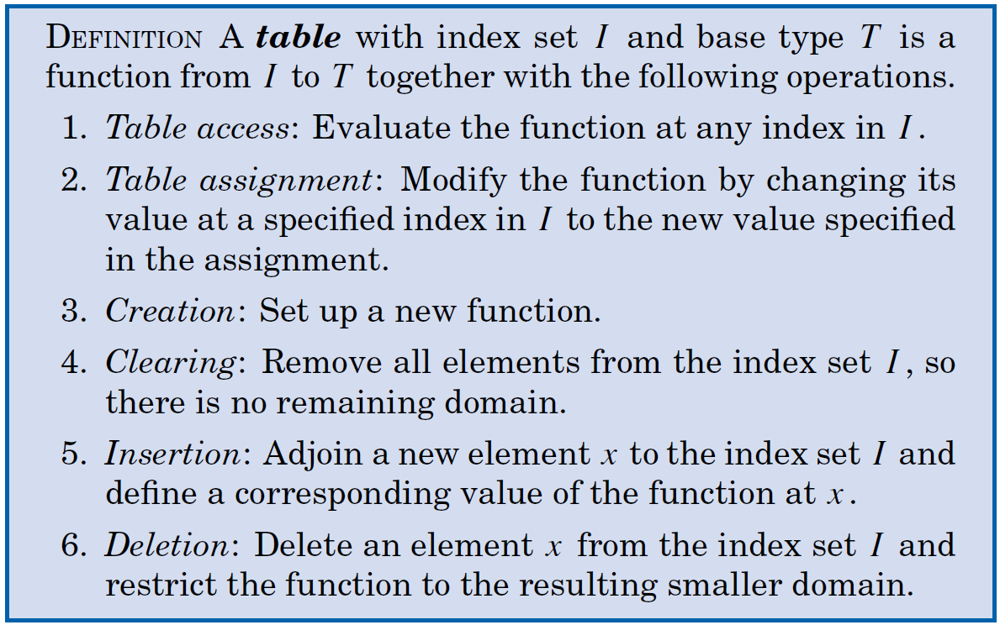 DEFINITION A table with index set I and base type T is a
function from I to T together with the following operations.
1. Table access: Evaluate the function at any index in I.
2. Table assignment: Modify the function by changing its
value at a specified index in I to the new value specified
in the assignment.
3. Creation: Set up a new function.
4. Clearing: Remove all elements from the index set I, so
there is no remaining domain.
5. Insertion: Adjoin a new element x to the index set I and
define a corresponding value of the function at x.
6. Deletion: Delete an element x from the index set I and
restrict the function to the resulting smaller domain.